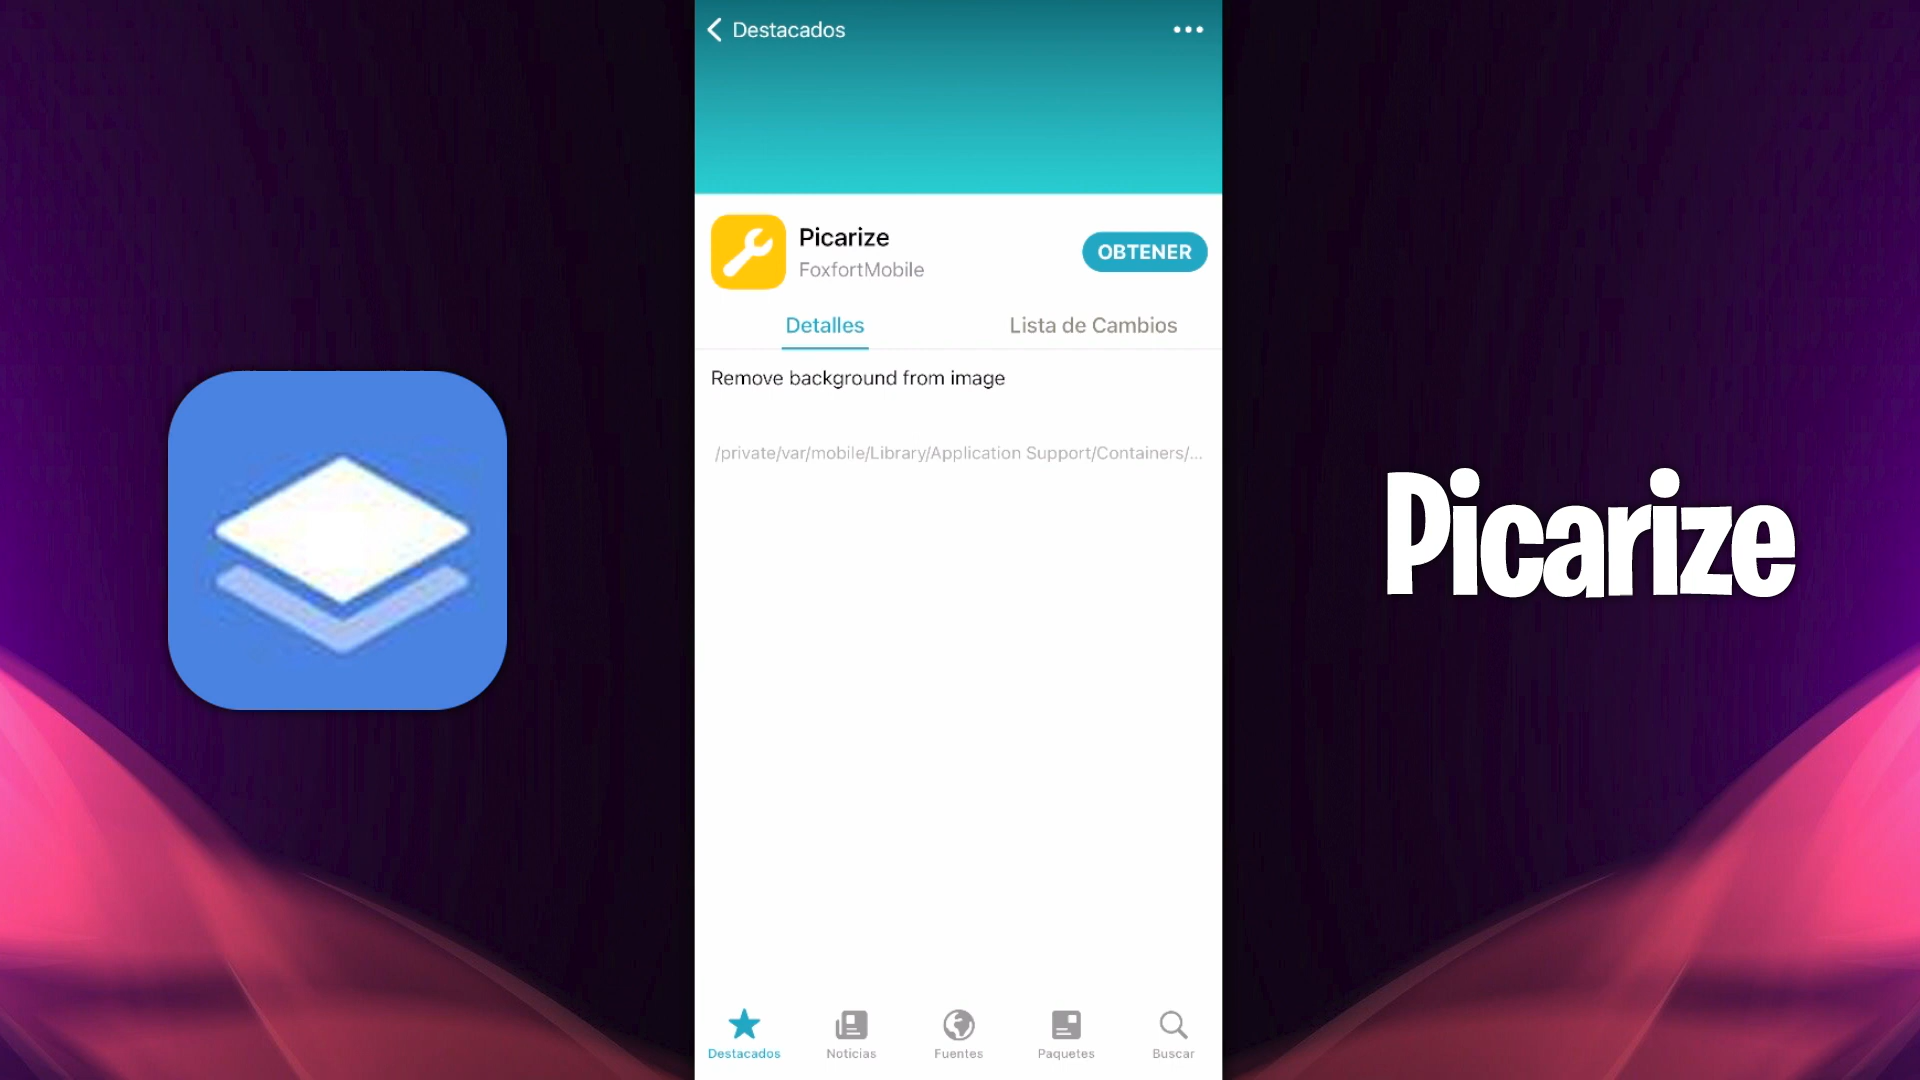 Destacados
Picarize
FoxfortMobile
OBTENER
Detalles
Lista de Cambios
Remove background from image
/private/var/mobile/Library/Application Support/Containers/...
Picarize
Destacados
Noticias
Fuentes
Paquetes
Buscar